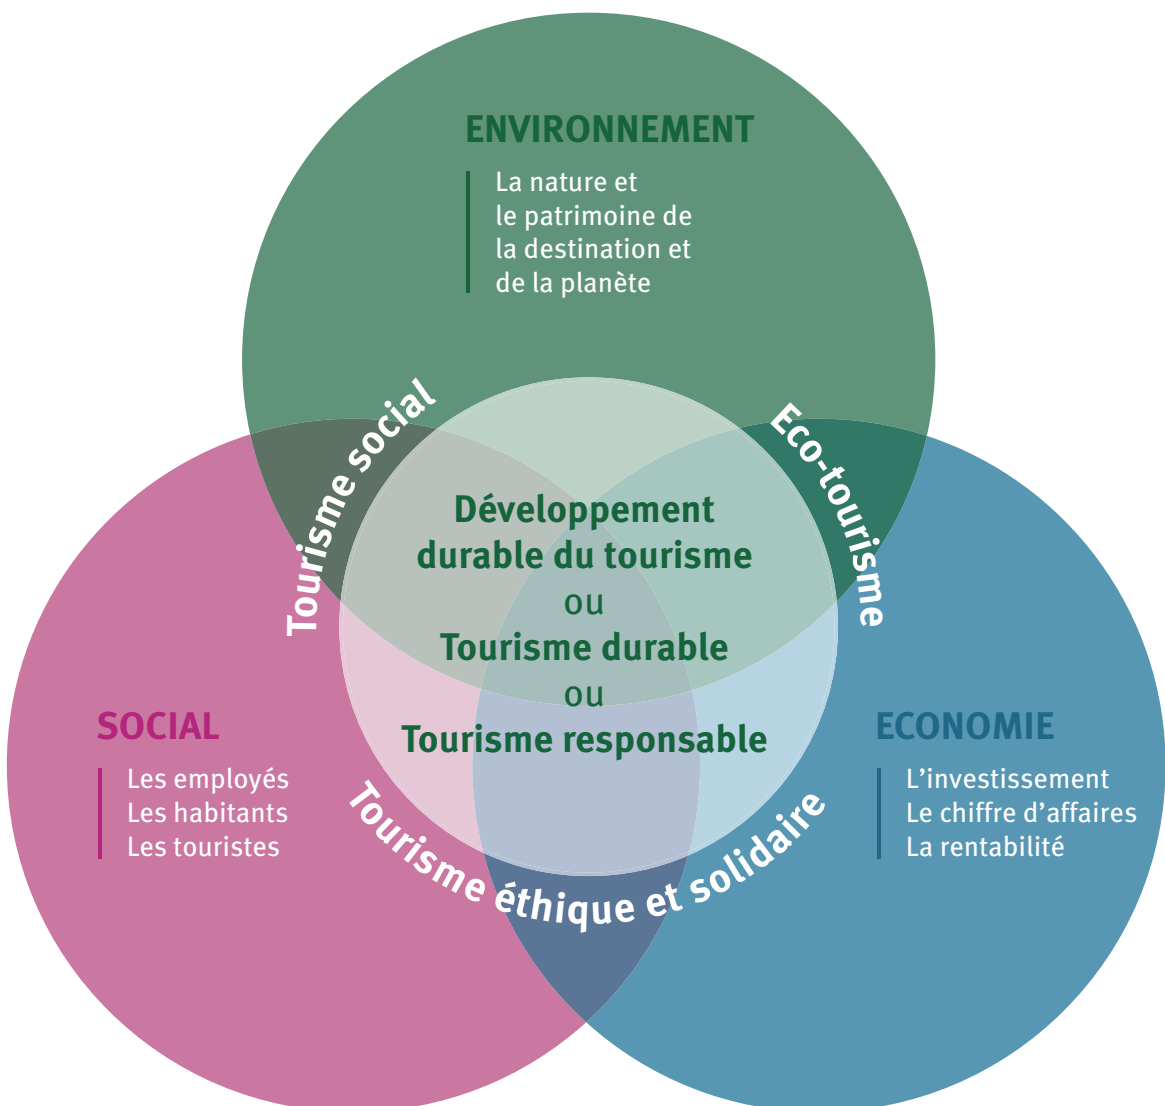 ENVIRONNEMENT
La nature et
le patrimoine de
la destination et
de la planète
Tourisme social
Eco-tourisme
Développement
durable du tourisme
ou
Tourisme durable
ou
Tourisme responsable
SOCIAL
Les employés
Les habitants
Les touristes
ECONOMIE
L’investissement
Le chiffre d’affaires
La rentabilité
Tourisme éthique et solidaire